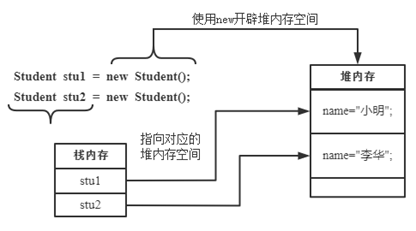 使用new开辟堆内存空间
Student stu1 = new Student();
Student stu2 = new Student();
堆内存
name="小明";
name="李华";
指向对应的
堆内存空间
栈内存
stu1
stu2